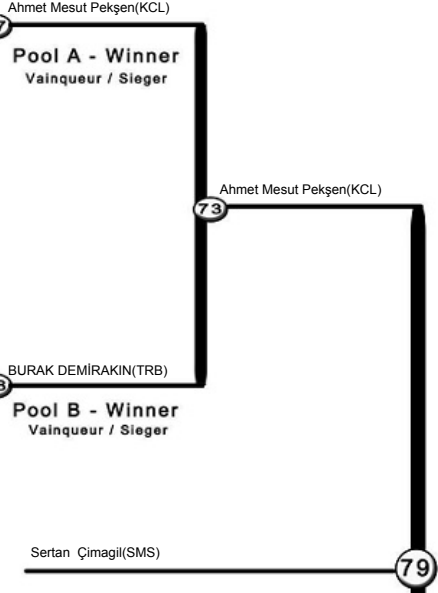 Ahmet Mesut Pekşen(KCL)
7
Pool A - Winner
Vainqueur / Sieger
Ahmet Mesut Pekşen(KCL)
73
BURAK DEMİRAKIN(TRB)
Pool B - Winner
Vainqueur / Sieger
Sertan Çimagil(SMS)
79